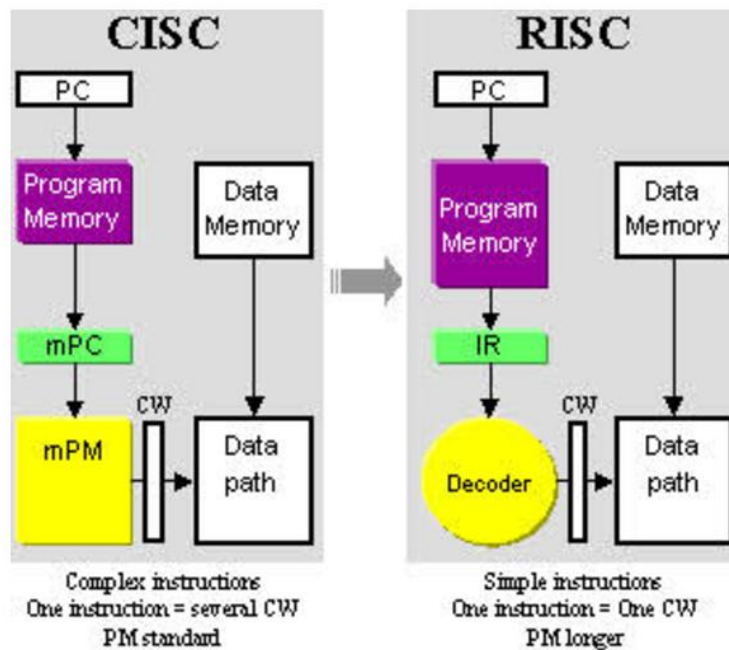 CISC
PC
Program
Memory
Data
Memory
mPC
CW
mPM
Data
path
Complex instructions
One instruction = several CW
PM standard
RISC
PC
Program
Memory
Data
Memory
IR
CW
Decoder
Data
path
Simple instructions
One instruction = One CW
PM longer